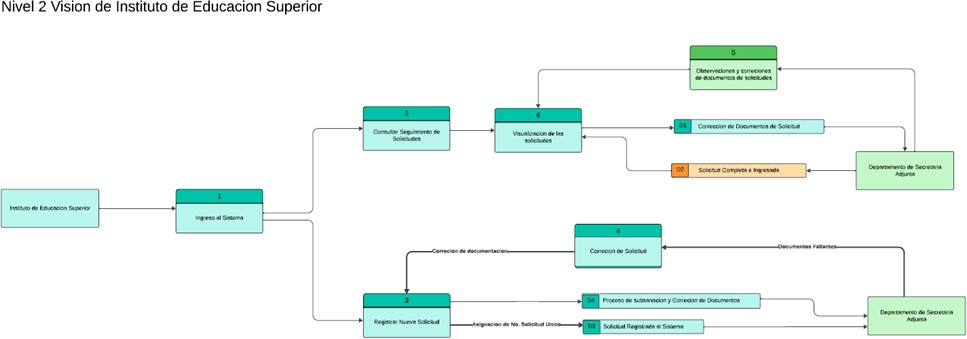 Nivel 2 Vision de Instituto de Educacion Superior
5
Observaciones y correciones
de documentos de solicitudes
2
Consultar Seguimiento de
Solicitudes
6
Visualizacion de las
solicitudes
D1
Correccion de Documentos de Solicitud
D2
Solicitud Completa e Ingresada
Departamento de Secretaria
Adjunta
Instituto de Educacion Superior
1
Ingreso al Sistema
4
Correcion de Solicitud
Correcion de documentacion
Documentos Faltantes
3
Registrar Nueva Solicitud
D4
Proceso de subsanacion y Correcion de Documentos
Asignacion de No. Solicitud Unico
D3
Solicitud Registrada al Sistema
Departamento de Secretaria
Adjunta